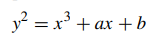 y² = x³ + ax + b